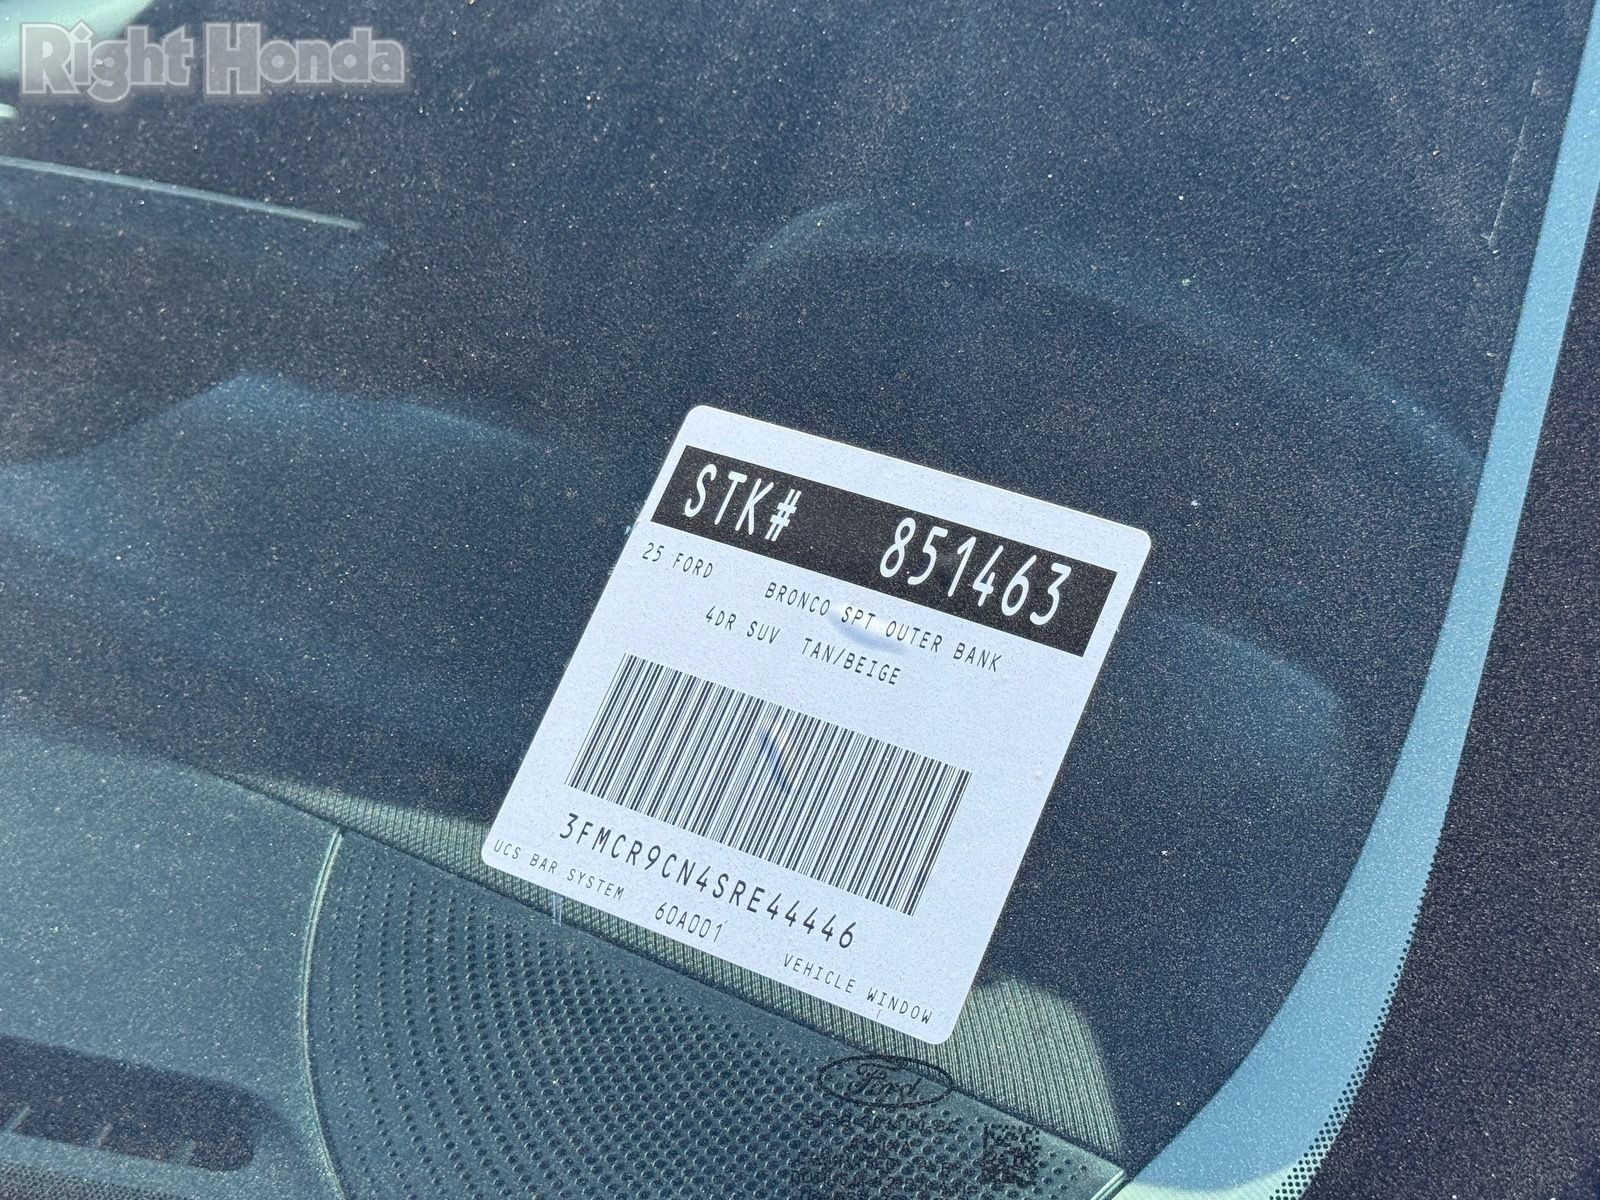 Right Honda
STK# 851463
25 FORD BRONCO SPT OUTER BANK
4DR SUV TAN/BEIGE
3FMCR9CN4SRE44446
UCS BAR SYSTEM 60A001 VEHICLE WINDOW
Ford